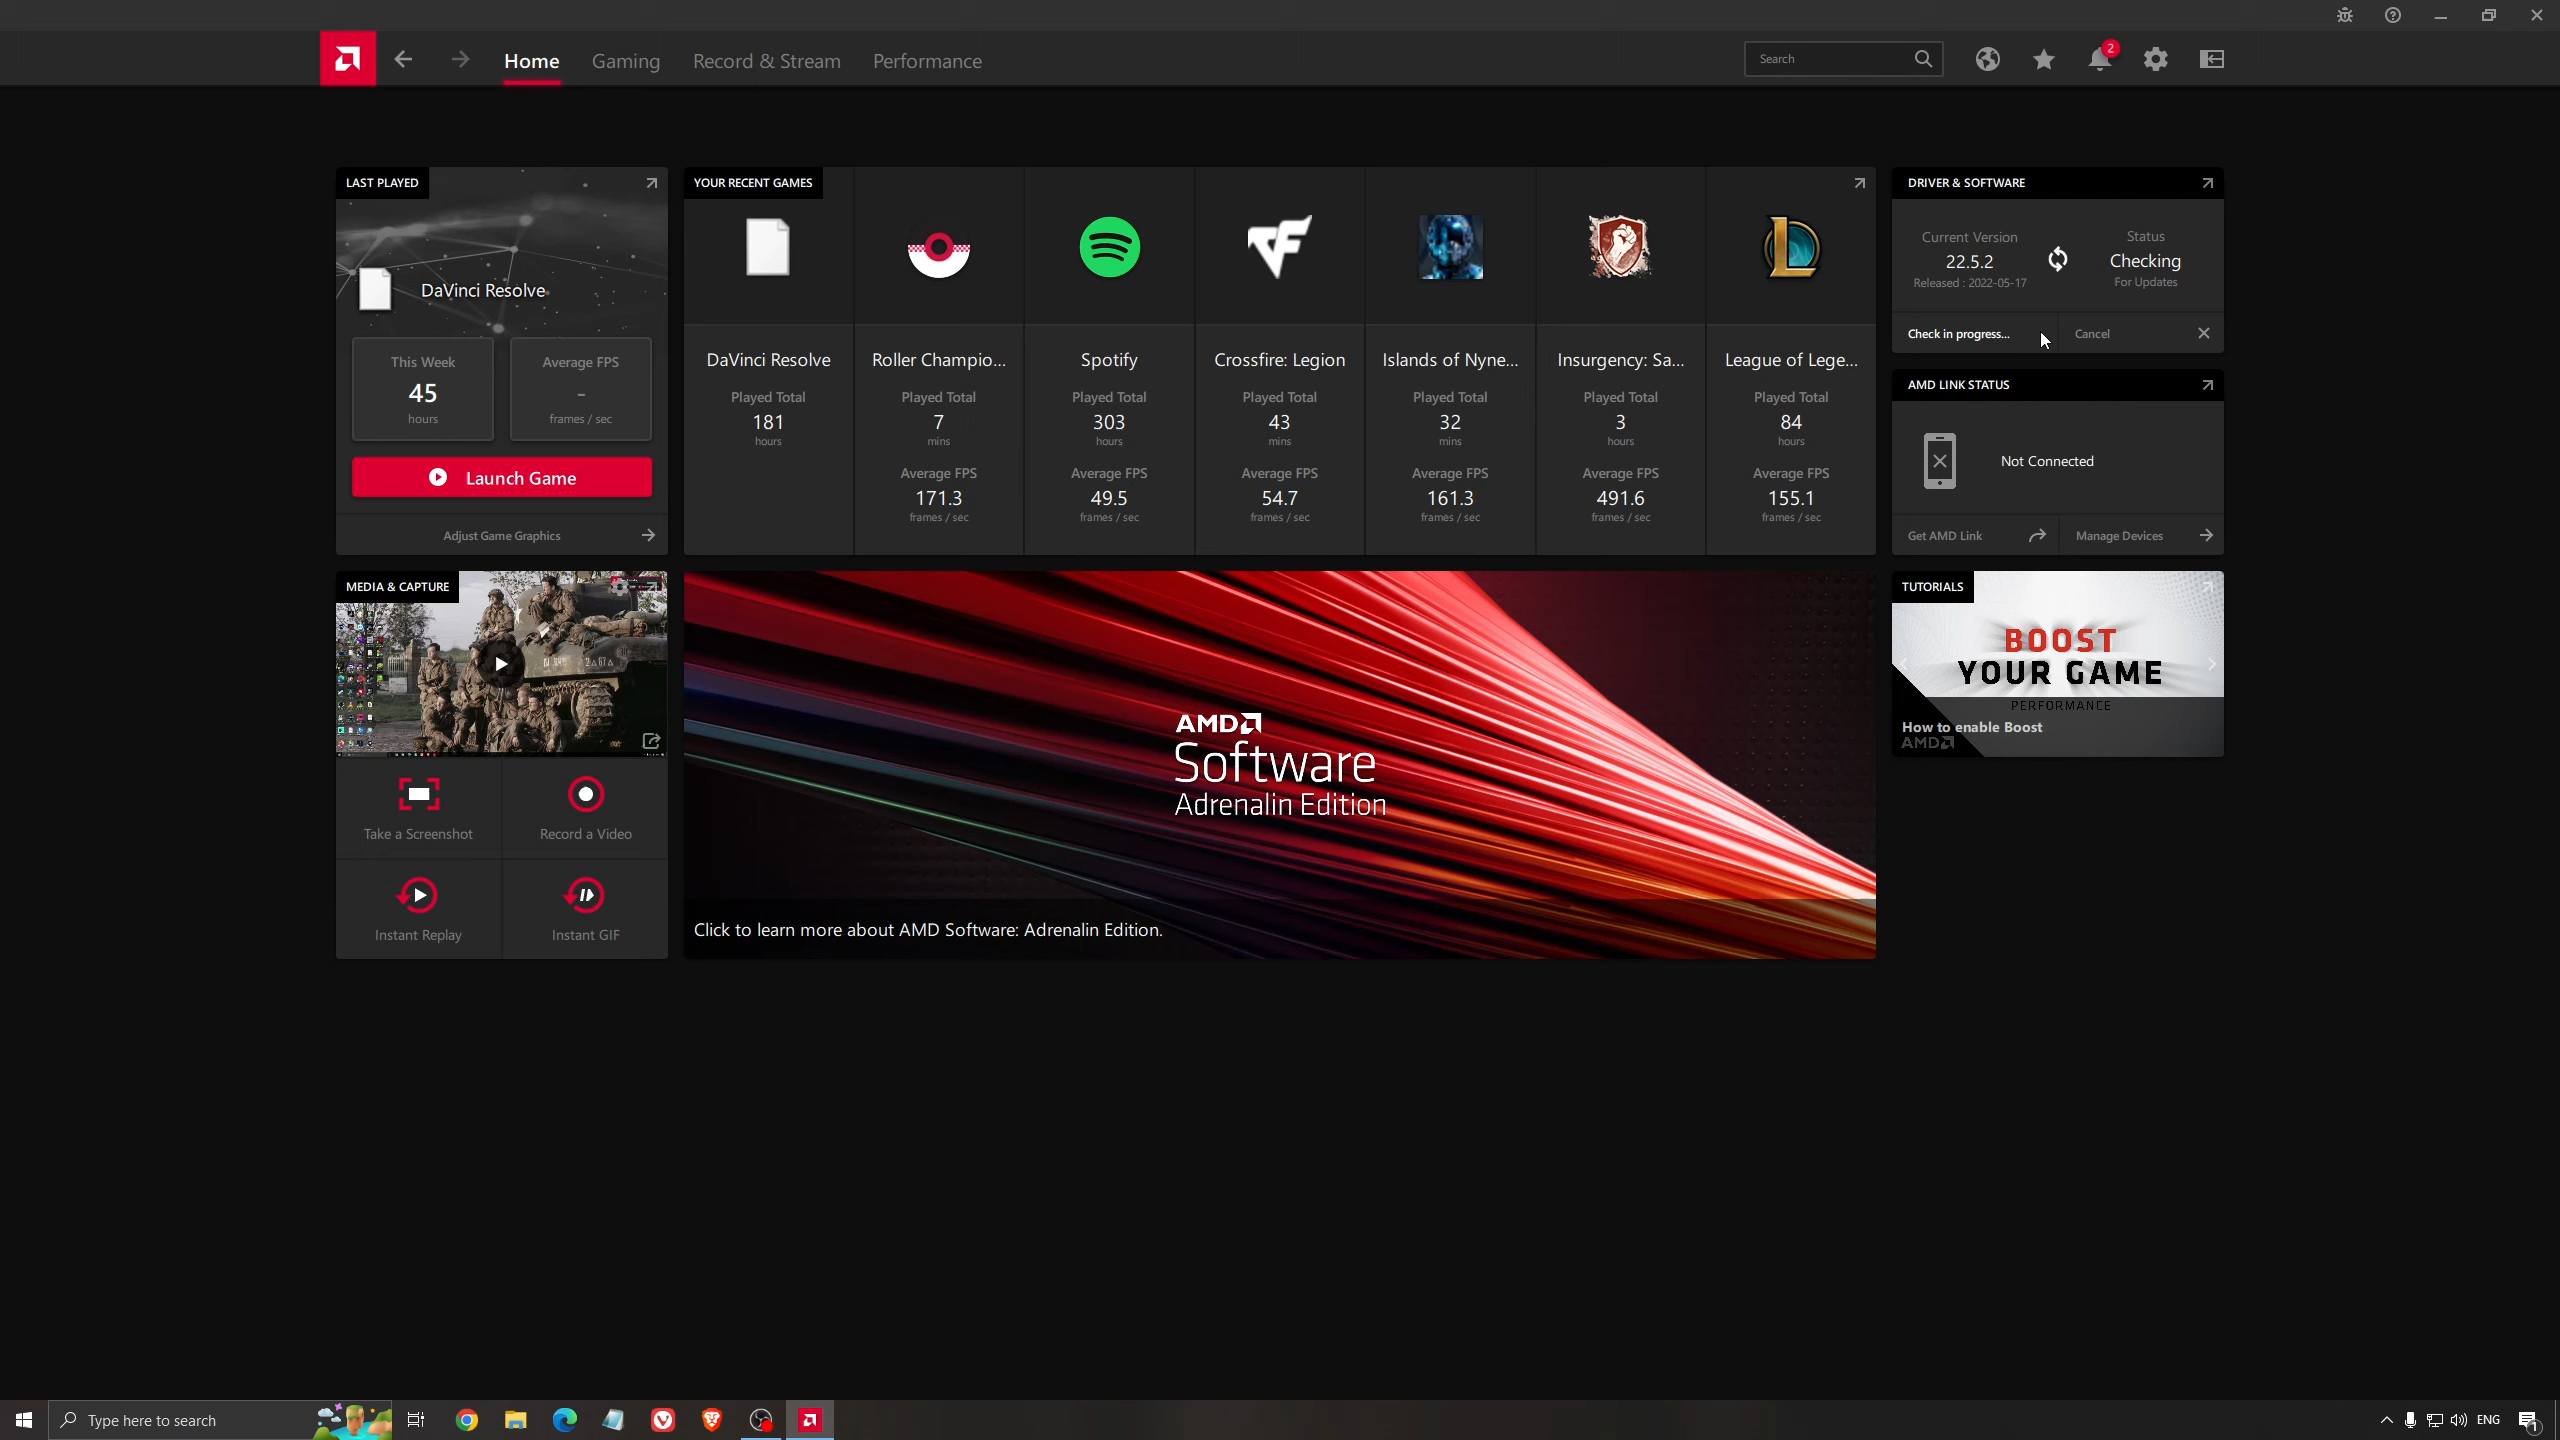 Home
Gaming
Record & Stream
Performance
Search
2
LAST PLAYED
DaVinci Resolve
This Week
45
hours
Average FPS
-
frames / sec
Launch Game
Adjust Game Graphics
YOUR RECENT GAMES
DaVinci Resolve
Played Total
181
hours
Roller Champio...
Played Total
7
mins
Average FPS
171.3
frames / sec
Spotify
Played Total
303
hours
Average FPS
49.5
frames / sec
Crossfire: Legion
Played Total
43
mins
Average FPS
54.7
frames / sec
Islands of Nyne...
Played Total
32
mins
Average FPS
161.3
frames / sec
Insurgency: Sa...
Played Total
3
hours
Average FPS
491.6
frames / sec
League of Lege...
Played Total
84
hours
Average FPS
155.1
frames / sec
DRIVER & SOFTWARE
Current Version
22.5.2
Released : 2022-05-17
Status
Checking
For Updates
Check in progress...
Cancel
AMD LINK STATUS
Not Connected
Get AMD Link
Manage Devices
MEDIA & CAPTURE
Take a Screenshot
Record a Video
Instant Replay
Instant GIF
AMD
Software
Adrenalin Edition
Click to learn more about AMD Software: Adrenalin Edition.
TUTORIALS
BOOST
YOUR GAME
PERFORMANCE
How to enable Boost
AMD
Type here to search
ENG
1